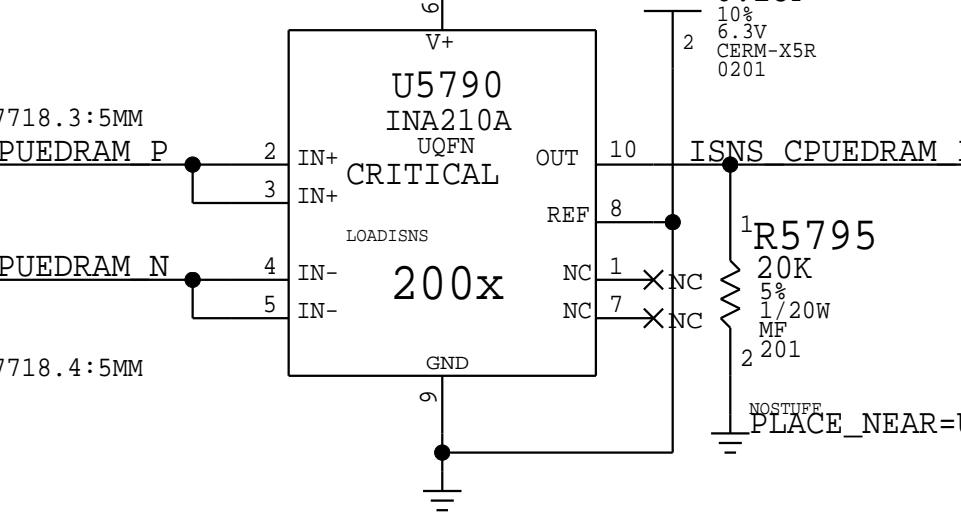 6
10%
6.3V
CERM-X5R
0201
2
V+
U5790
INA210A
UQFN
CRITICAL
LOADISNS
200x
7718.3:5MM
PUEDRAM_P
2 IN+
3 IN+
PUEDRAM_N
4 IN-
5 IN-
7718.4:5MM
OUT 10
ISNS_CPUEDRAM_
REF 8
NC 1 NC
NC 7 NC
GND
9
1
R5795
20K
5%
1/20W
MF
201
2
NOSTUFF
PLACE_NEAR=